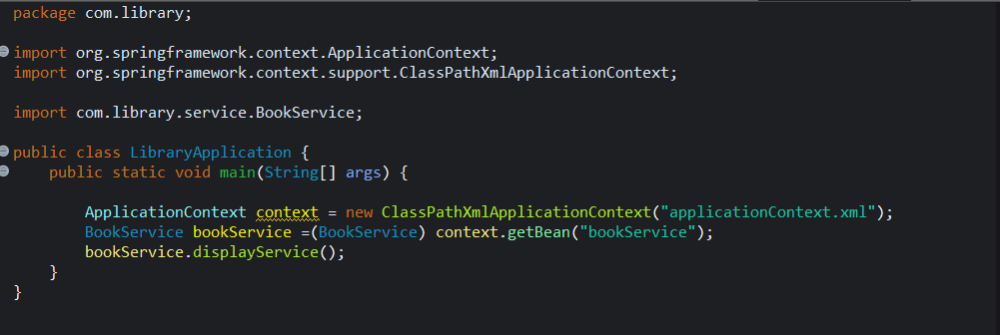 package com.library;
import org.springframework.context.ApplicationContext;
import org.springframework.context.support.ClassPathXmlApplicationContext;
import com.library.service.BookService;
public class LibraryApplication {
public static void main(String[] args) {
ApplicationContext context = new ClassPathXmlApplicationContext("applicationContext.xml");
BookService bookService =(BookService) context.getBean("bookService");
bookService.displayService();
}
}